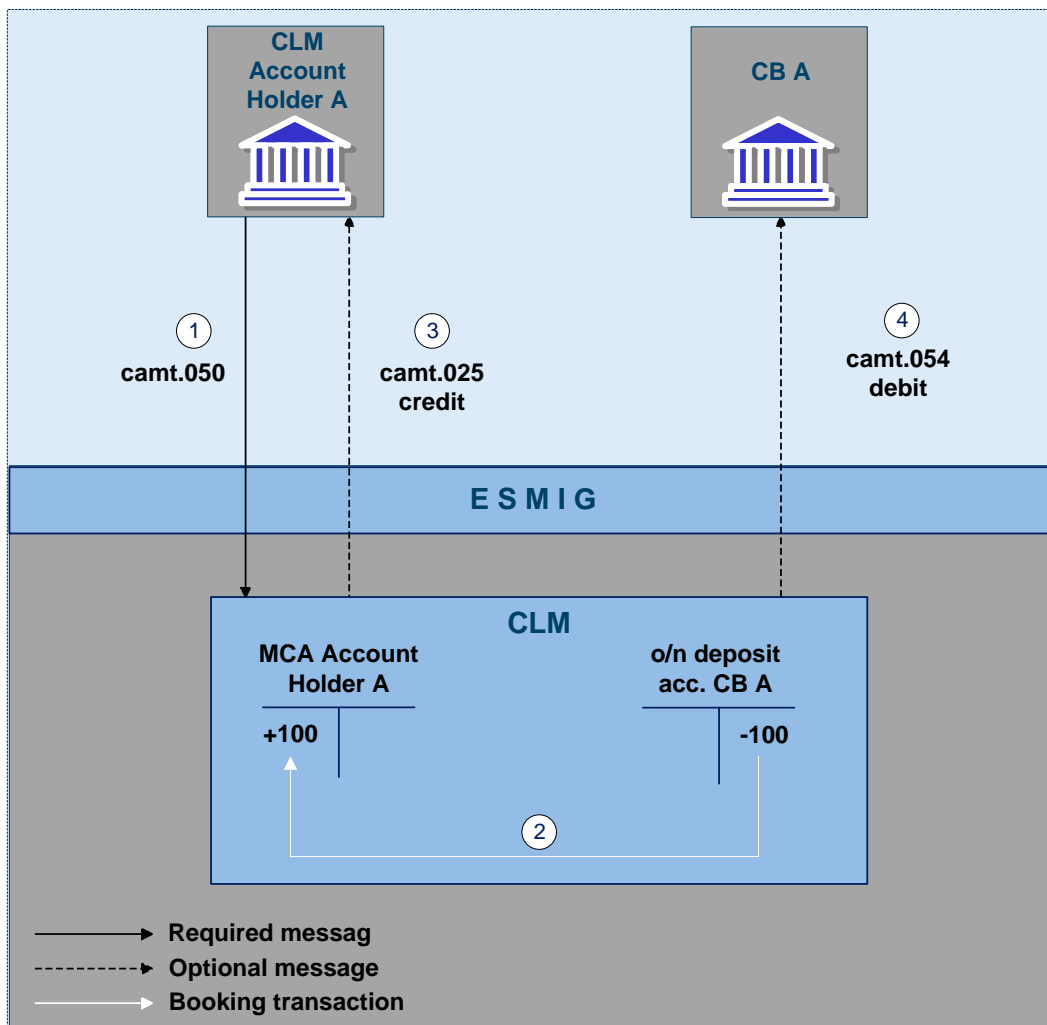 CLM
Account
Holder A
CB A
1
camt.050
3
camt.025
credit
4
camt.054
debit
ESMIG
CLM
MCA Account
Holder A
o/n deposit
acc. CB A
+100
-100
2
Required messag
Optional message
Booking transaction